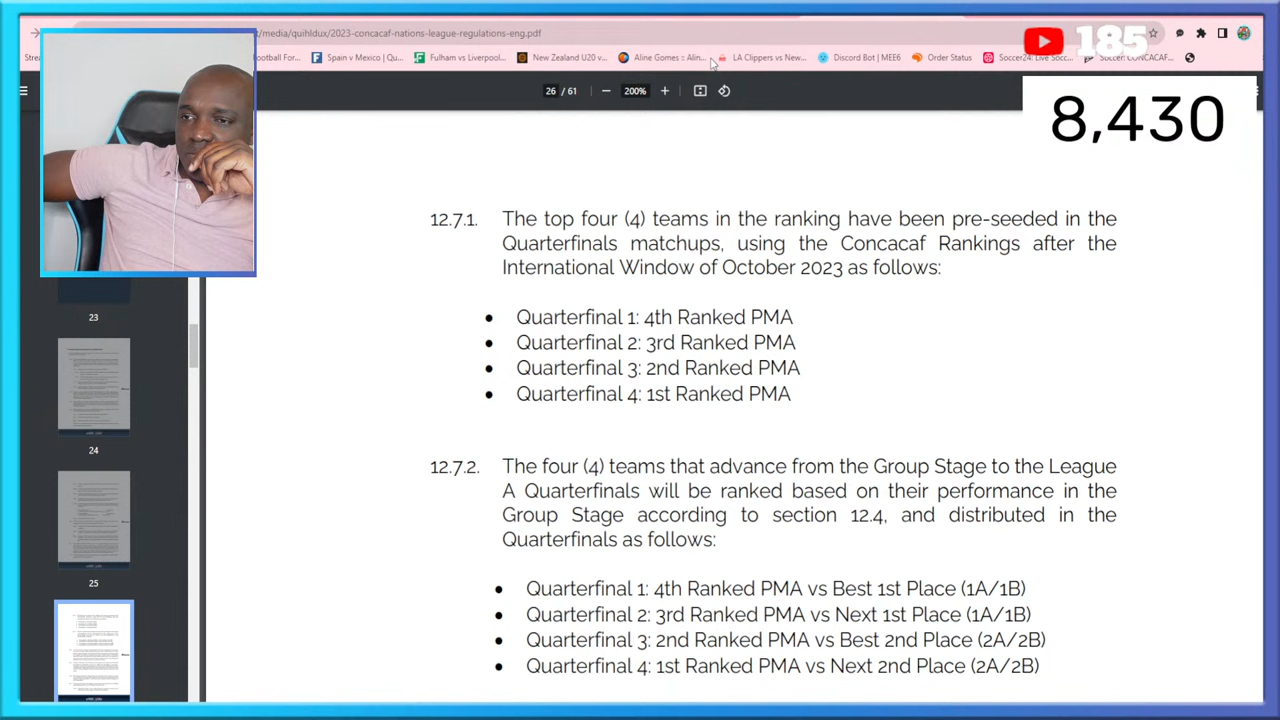 t/media/quihldux/2023-concacaf-nations-league-regulations-eng.pdf
185
Football For...
Spain v Mexico | Qu...
Fulham vs Liverpool...
New Zealand U20 v...
Aline Gomes :: Alin...
LA Clippers vs New...
Discord Bot | MEE6
Order Status
Soccer24: Live Socc...
Soccer: CONCACAF...
26 / 61
200%
8,430
23
24
25
12.7.1. The top four (4) teams in the ranking have been pre-seeded in the
Quarterfinals matchups, using the Concacaf Rankings after the
International Window of October 2023 as follows:
• Quarterfinal 1: 4th Ranked PMA
• Quarterfinal 2: 3rd Ranked PMA
• Quarterfinal 3: 2nd Ranked PMA
• Quarterfinal 4: 1st Ranked PMA
12.7.2. The four (4) teams that advance from the Group Stage to the League
A Quarterfinals will be ranked based on their performance in the
Group Stage according to section 12.4, and distributed in the
Quarterfinals as follows:
• Quarterfinal 1: 4th Ranked PMA vs Best 1st Place (1A/1B)
• Quarterfinal 2: 3rd Ranked PMA vs Next 1st Place (1A/1B)
• Quarterfinal 3: 2nd Ranked PMA vs Best 2nd Place (2A/2B)
• Quarterfinal 4: 1st Ranked PMA vs Next 2nd Place (2A/2B)